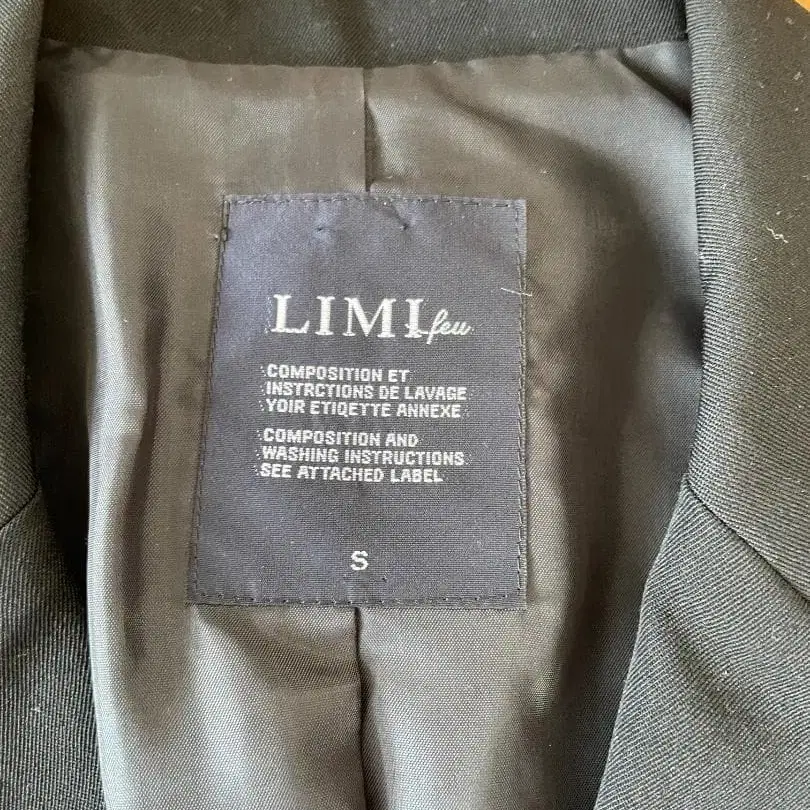 LIMI feu
COMPOSITION ET
INSTRCTIONS DE LAVAGE
YOIR ETIQETTE ANNEXE
COMPOSITION AND
WASHING INSTRUCTIONS
SEE ATTACHED LABEL
S